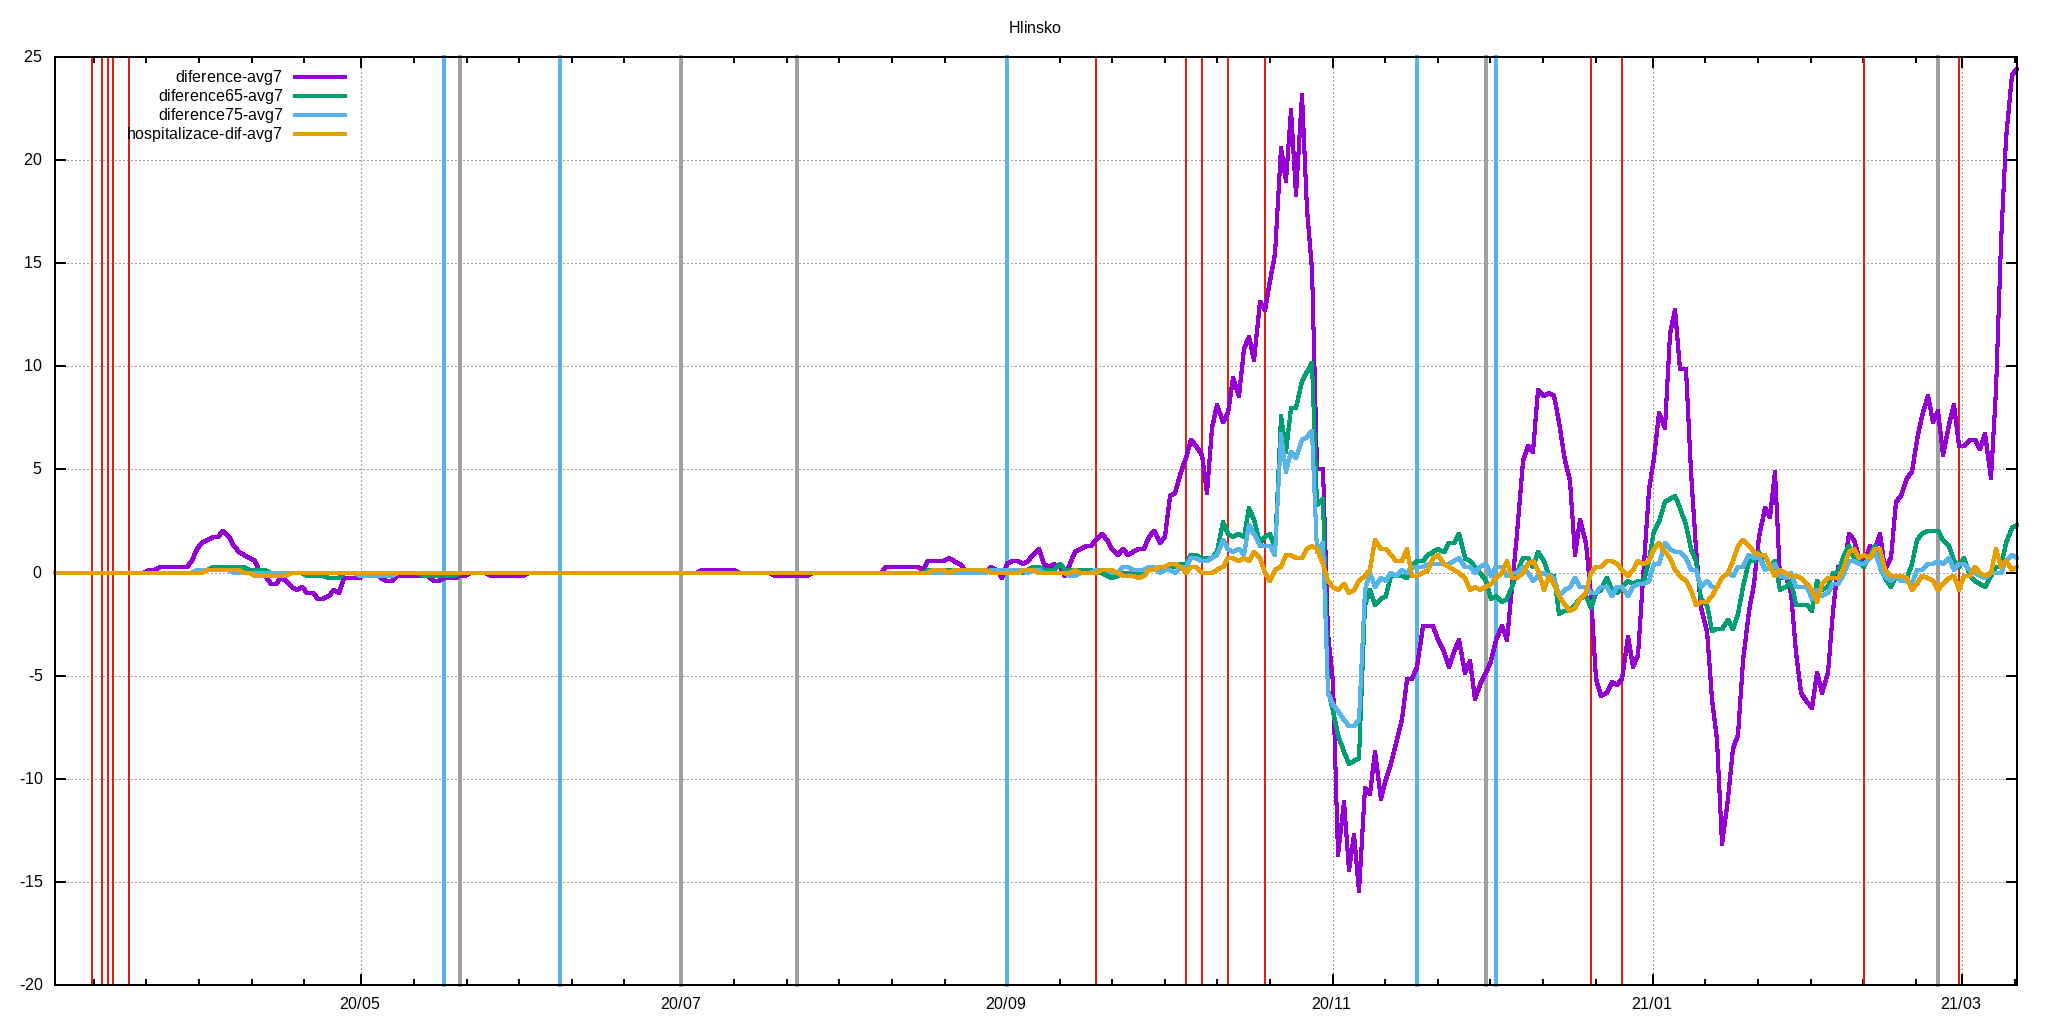 Hlinsko
25
diference-avg7
diference65-avg7
diference75-avg7
hospitalizace-dif-avg7
20
15
10
5
0
-5
-10
-15
-20
20/05 20/07 20/09 20/11 21/01 21/03